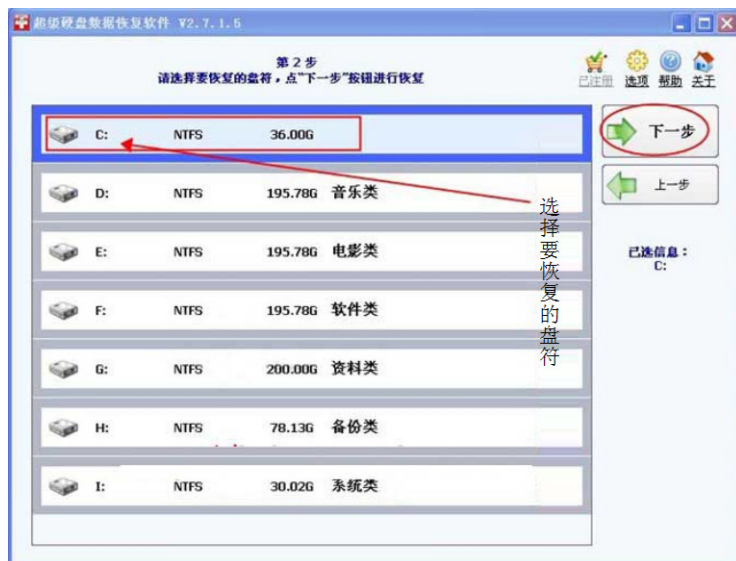 超级硬盘数据恢复软件 V2.7.1.5
第 2 步
请选择要恢复的盘符，点"下一步"按钮进行恢复
已注册 选项 帮助 关于
C: NTFS 36.00G
下一步
D: NTFS 195.78G 音乐类
上一步
选择要恢复的盘符
E: NTFS 195.78G 电影类
已选信息：
C:
F: NTFS 195.78G 软件类
G: NTFS 200.00G 资料类
H: NTFS 78.13G 备份类
I: NTFS 30.02G 系统类